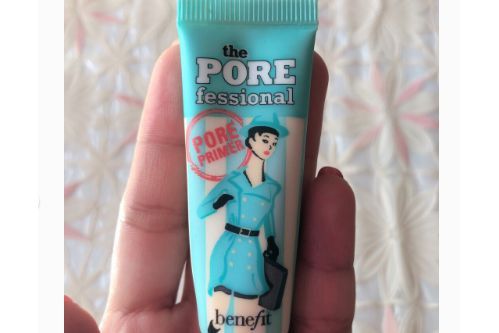 the
PORE
fessional
PORE
PRIMER
benefit